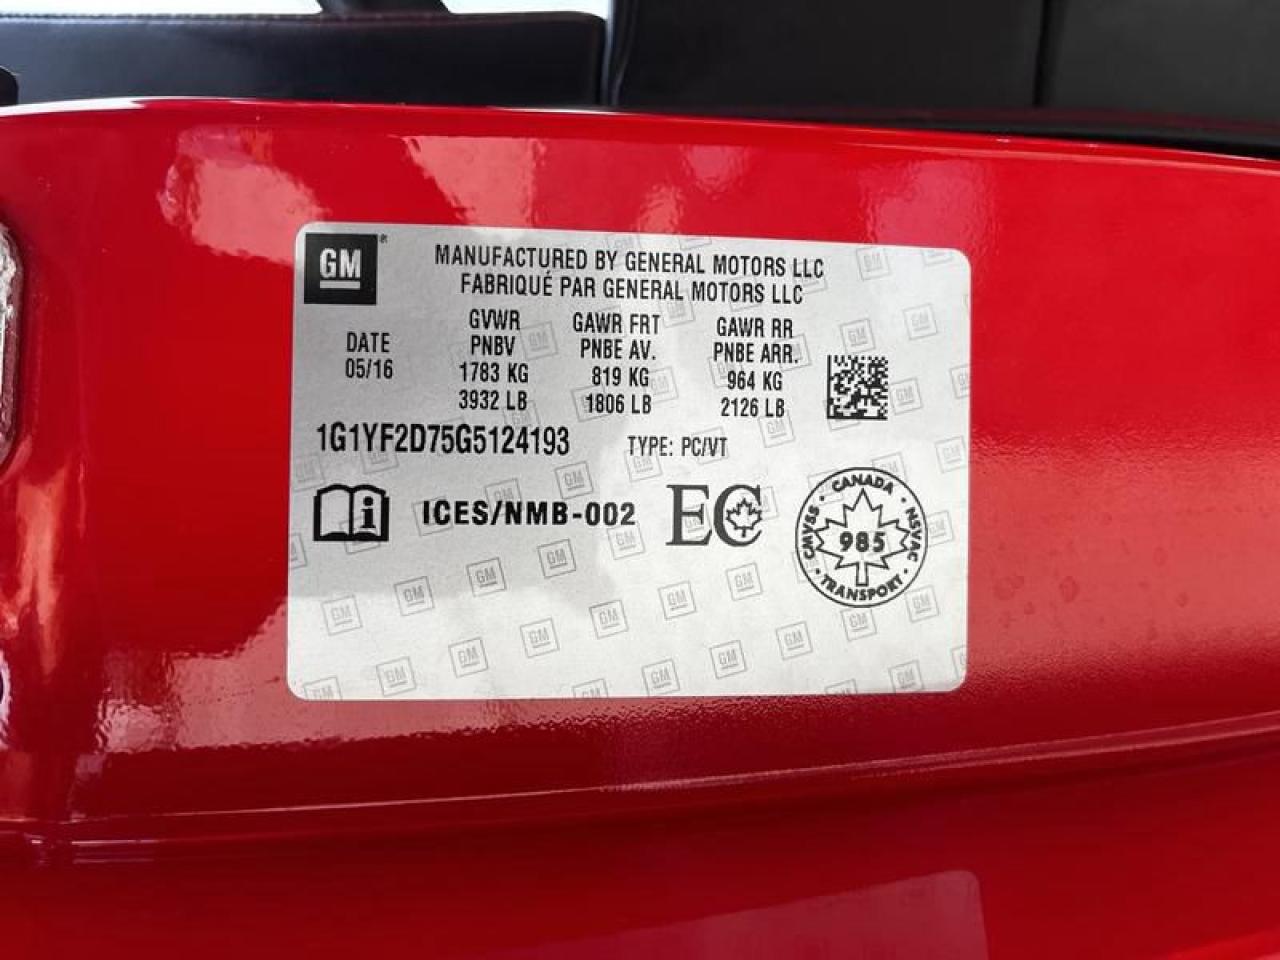 GM
MANUFACTURED BY GENERAL MOTORS LLC
FABRIQUÉ PAR GENERAL MOTORS LLC
DATE
05/16
GVWR
PNBV
1783 KG
3932 LB
GAWR FRT
PNBE AV.
819 KG
1806 LB
GAWR RR
PNBE ARR.
964 KG
2126 LB
1G1YF2D75G5124193 TYPE: PC/VT
ICES/NMB-002
EC
CANADA
CMVSS · NSVAC
985
TRANSPORT